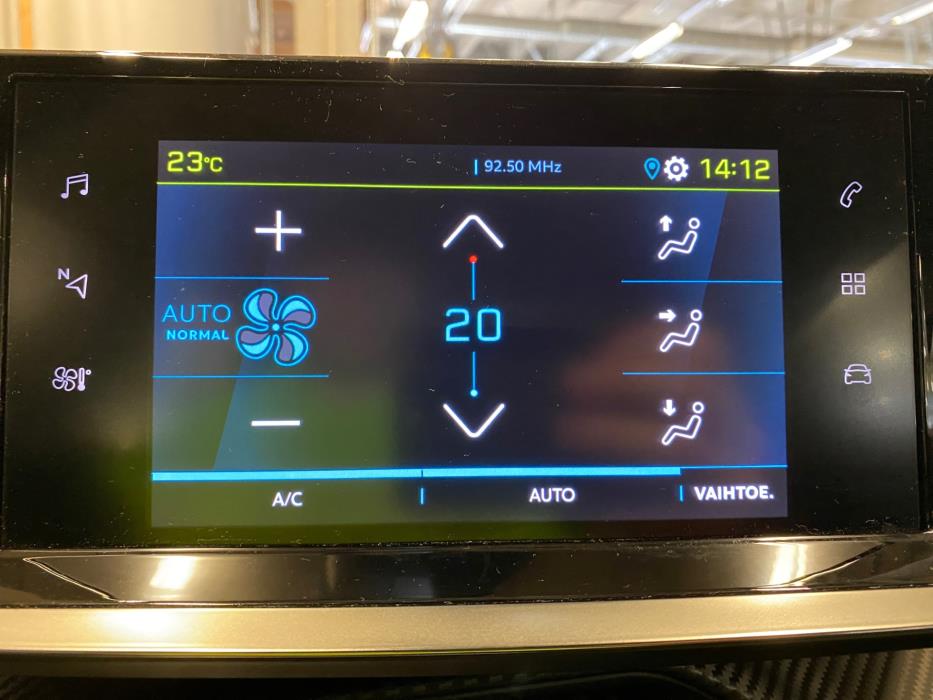 23°C
92.50 MHz
14:12
N
AUTO
NORMAL
20
A/C
AUTO
VAIHTOE.